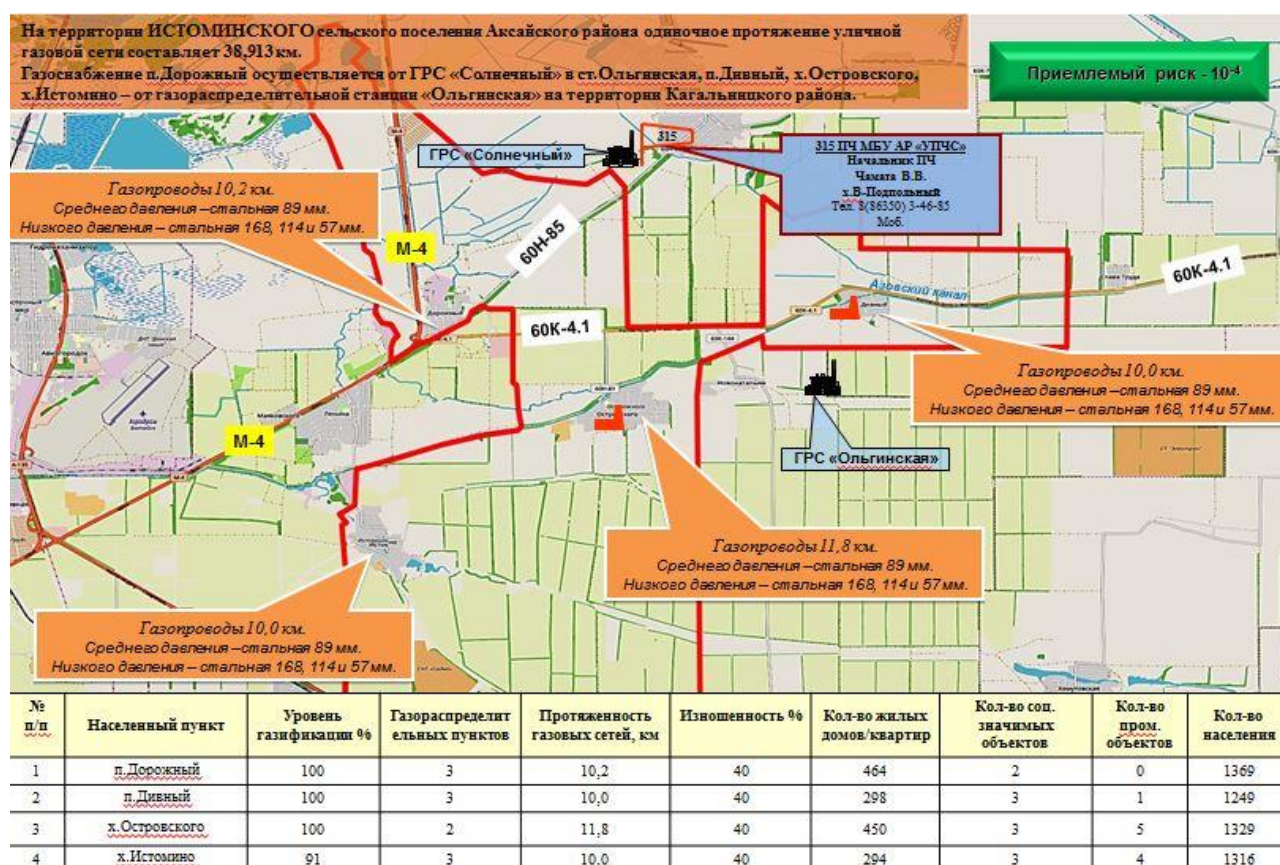 На территории ИСТОМИНСКОГО сельского поселения Аксайского района одиночное протяжение уличной
газовой сети составляет 38,913 км.
Газоснабжение п.Дорожный осуществляется от ГРС «Солнечный» в ст.Ольгинская, п.Дивный, х.Островского,
х.Истомино – от газораспределительной станции «Ольгинская» на территории Кагальницкого района.
Приемлемый риск - 10-4
ГРС «Солнечный»
315
315 ПЧ МБУ АР «УПЧС»
Начальник ПЧ
Чамата В.В.
х.В-Подпольный
Тел. 8(86350) 3-46-85
Моб.
Газопроводы 10,2 км.
Среднего давления – стальная 89 мм.
Низкого давления – стальная 168, 114 и 57 мм.
М-4
60Н-85
60К-4.1
Азовский канал
60К-4.1
Дорожный
60К-4.1
Дивный
Газопроводы 10,0 км.
Среднего давления – стальная 89 мм.
Низкого давления – стальная 168, 114 и 57 мм.
М-4
ГРС «Ольгинская»
Газопроводы 11,8 км.
Среднего давления – стальная 89 мм.
Низкого давления – стальная 168, 114 и 57 мм.
Газопроводы 10,0 км.
Среднего давления – стальная 89 мм.
Низкого давления – стальная 168, 114 и 57 мм.
№ п/п Населенный пункт Уровень газификации % Газораспределит ельных пунктов Протяженность газовых сетей, км Изношенность % Кол-во жилых домов/квартир Кол-во соц. значимых объектов Кол-во пром. объектов Кол-во населения
1 п.Дорожный 100 3 10,2 40 464 2 0 1369
2 п.Дивный 100 3 10,0 40 298 3 1 1249
3 х.Островского 100 2 11,8 40 450 3 5 1329
4 х.Истомино 91 3 10,0 40 294 3 4 1316